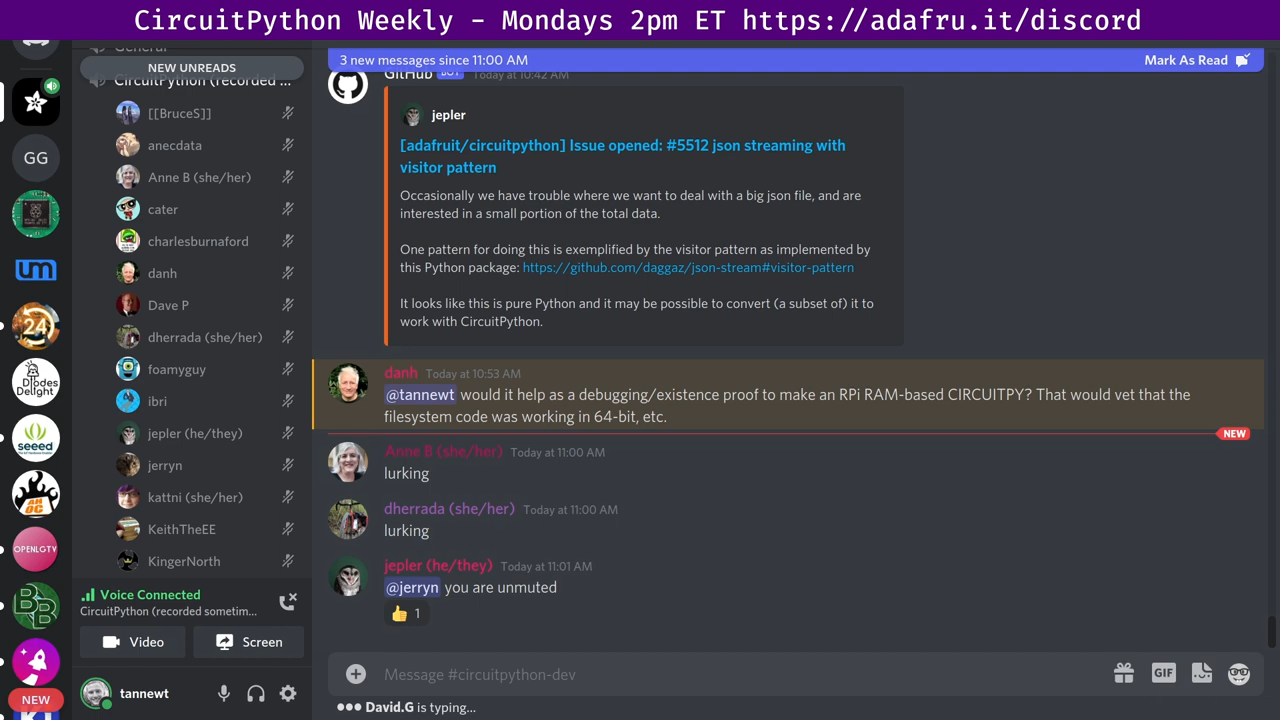 CircuitPython Weekly - Mondays 2pm ET https://adafru.it/discord
General
NEW UNREADS
CircuitPython (recorded ...
GG
24
Diodes Delight
seeed
OPENLGTV
BB
NEW
[[BruceS]]
anecdata
Anne B (she/her)
cater
charlesburnaford
danh
Dave P
dherrada (she/her)
foamyguy
ibri
jepler (he/they)
jerryn
kattni (she/her)
KeithTheEE
KingerNorth
Voice Connected
CircuitPython (recorded sometim...
Video
Screen
tannewt
3 new messages since 11:00 AM
Mark As Read
GitHub BOT Today at 10:42 AM
jepler
[adafruit/circuitpython] Issue opened: #5512 json streaming with
visitor pattern
Occasionally we have trouble where we want to deal with a big json file, and are
interested in a small portion of the total data.
One pattern for doing this is exemplified by the visitor pattern as implemented by
this Python package: https://github.com/daggaz/json-stream#visitor-pattern
It looks like this is pure Python and it may be possible to convert (a subset of) it to
work with CircuitPython.
danh Today at 10:53 AM
@tannewt would it help as a debugging/existence proof to make an RPi RAM-based CIRCUITPY? That would vet that the
filesystem code was working in 64-bit, etc.
NEW
Anne B (she/her) Today at 11:00 AM
lurking
dherrada (she/her) Today at 11:00 AM
lurking
jepler (he/they) Today at 11:01 AM
@jerryn you are unmuted
1
Message #circuitpython-dev
GIF
David.G is typing...